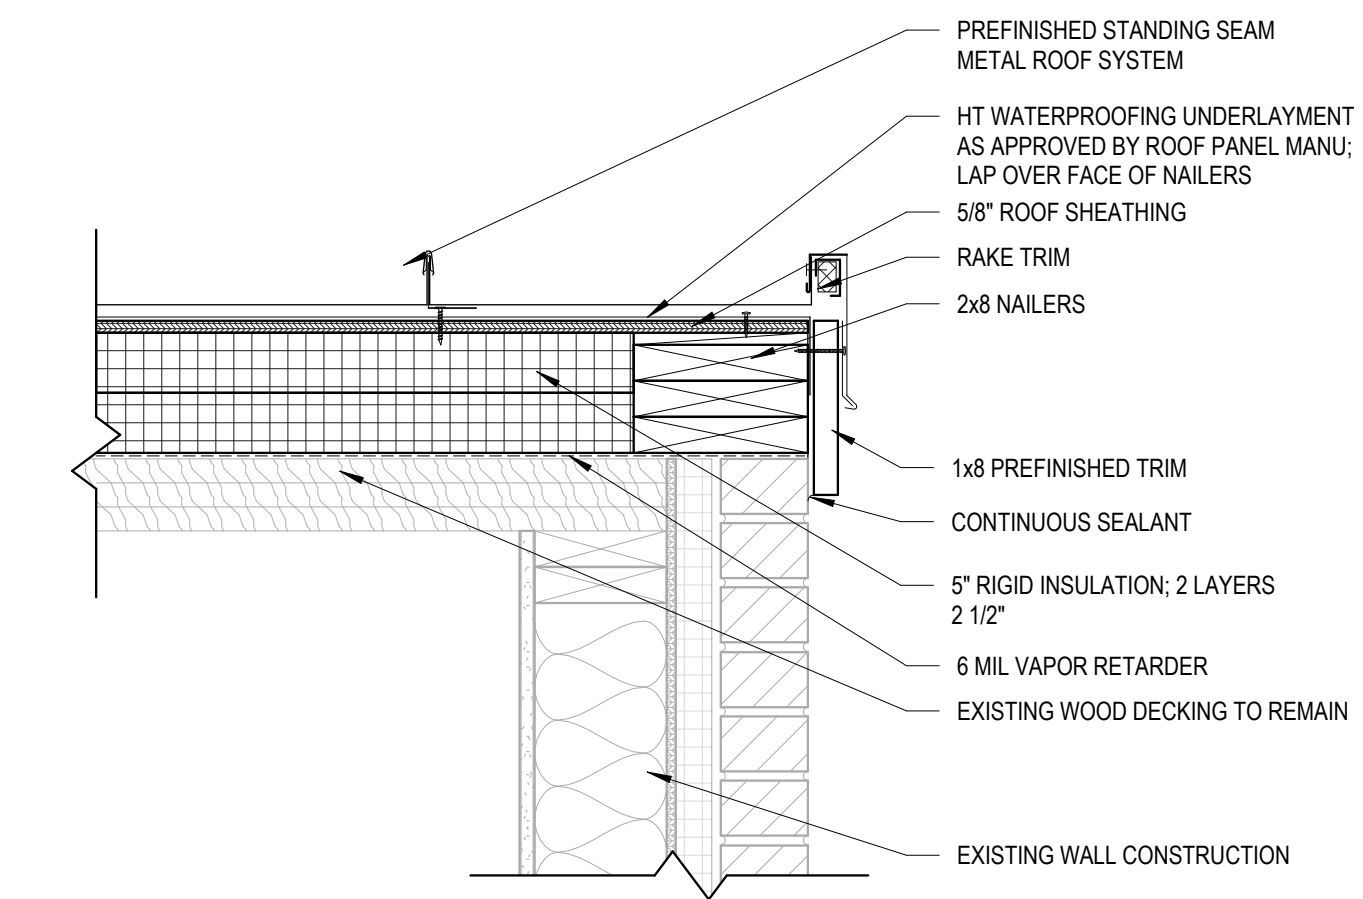 PREFINISHED STANDING SEAM
METAL ROOF SYSTEM
HT WATERPROOFING UNDERLAYMENT
AS APPROVED BY ROOF PANEL MANU;
LAP OVER FACE OF NAILERS
5/8" ROOF SHEATHING
RAKE TRIM
2x8 NAILERS
1x8 PREFINISHED TRIM
CONTINUOUS SEALANT
5" RIGID INSULATION; 2 LAYERS
2 1/2"
6 MIL VAPOR RETARDER
EXISTING WOOD DECKING TO REMAIN
EXISTING WALL CONSTRUCTION